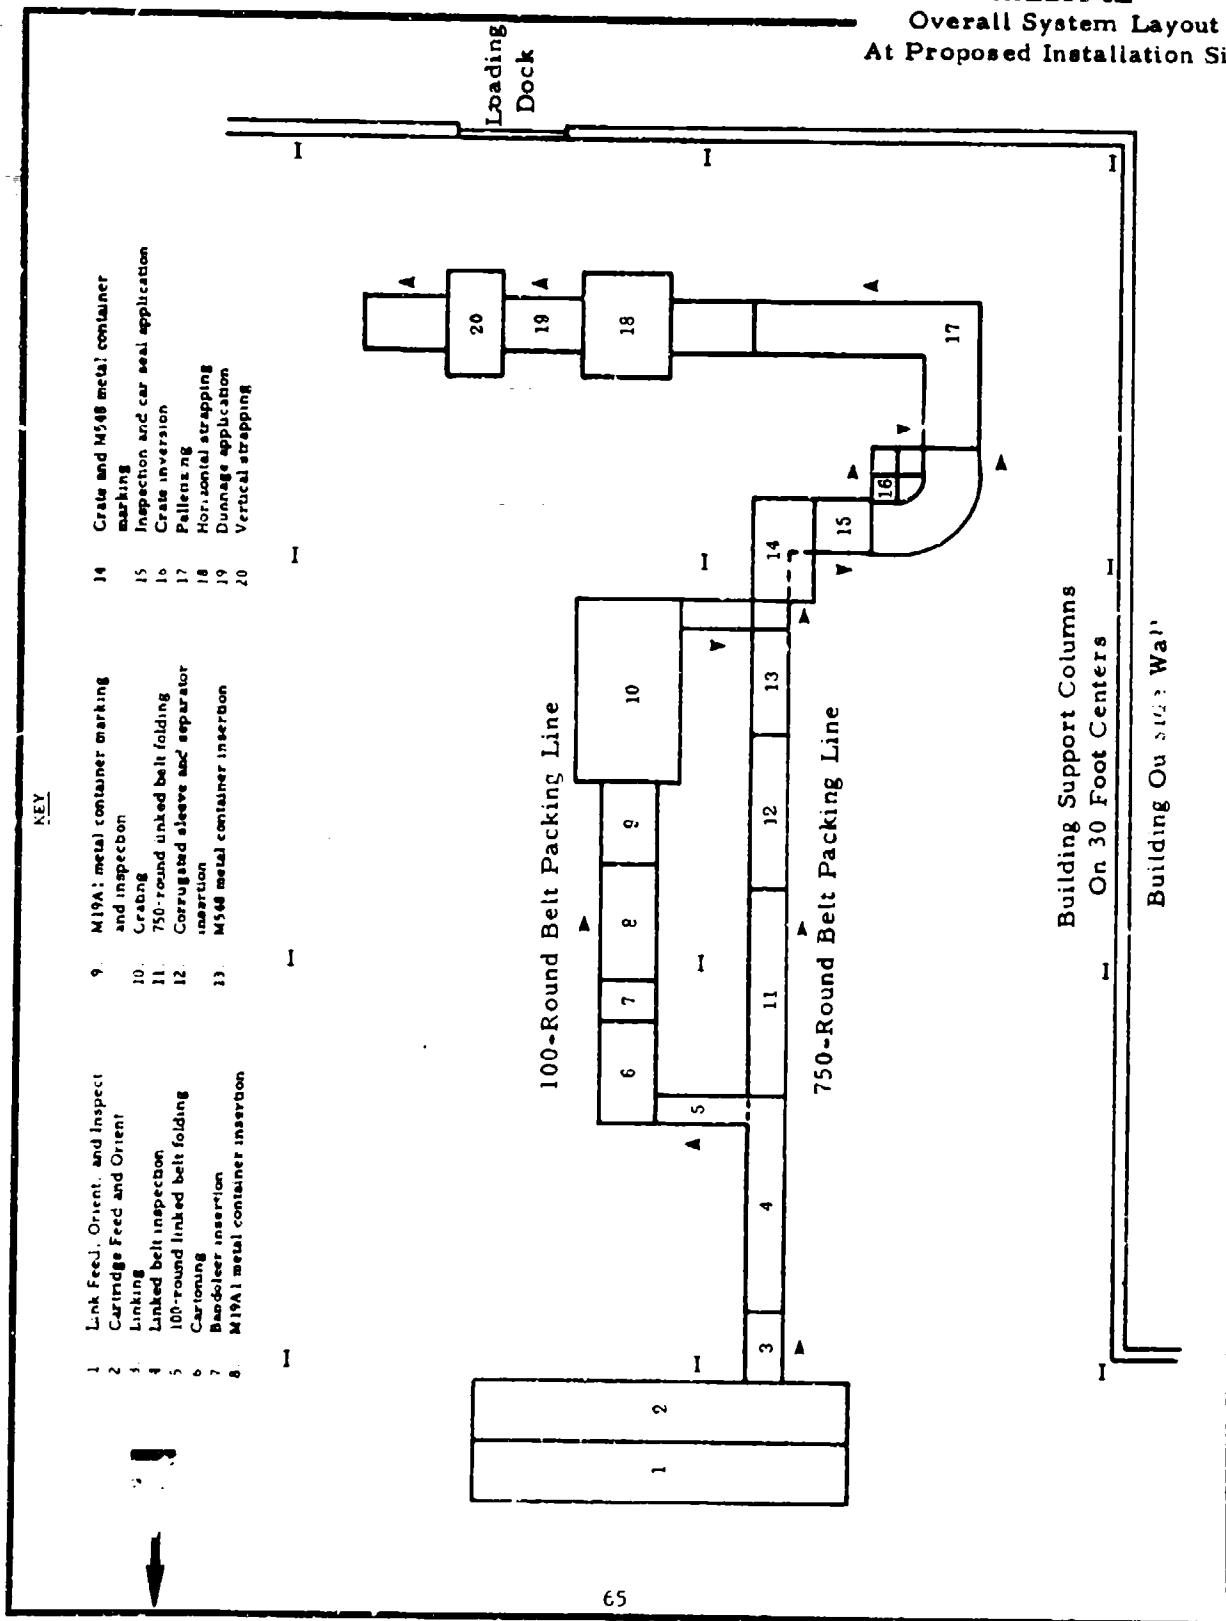 Overall System Layout
At Proposed Installation Si
KEY
1 Link Feed, Orient, and Inspect
2 Cartridge Feed and Orient
3. Linking
4 Linked belt inspection
5 100-round linked belt folding
6 Cartoning
7 Bandoleer insertion
8. M19A1 metal container insertion
9. M19A1 metal container marking
and inspection
10. Crating
11. 750-round linked belt folding
12. Corrugated sleeve and separator
insertion
13. M548 metal container insertion
14 Crate and M548 metal container
marking
15 Inspection and car seal application
16 Crate inversion
17 Palletizing
18 Horizontal strapping
19 Dunnage application
20 Vertical strapping
Loading
Dock
100-Round Belt Packing Line
750-Round Belt Packing Line
1
2
3
4
5
6
7
8
9
10
11
12
13
14
15
16
17
18
19
20
I
I
I
I
I
I
I
I
I
I
I
I
Building Support Columns
On 30 Foot Centers
Building Wal
65